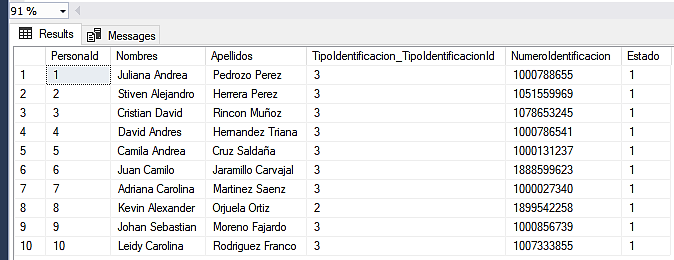 91 %
Results Messages
PersonaId Nombres Apellidos TipoIdentificacion_TipoIdentificacionId NumeroIdentificacion Estado
1 1 Juliana Andrea Pedrozo Perez 3 1000788655 1
2 2 Stiven Alejandro Herrera Perez 3 1051559969 1
3 3 Cristian David Rincon Muñoz 3 1078653245 1
4 4 David Andres Hernandez Triana 3 1000786541 1
5 5 Camila Andrea Cruz Saldaña 3 1000131237 1
6 6 Juan Camilo Jaramillo Carvajal 3 1888599623 1
7 7 Adriana Carolina Martinez Saenz 3 1000027340 1
8 8 Kevin Alexander Orjuela Ortiz 2 1899542258 1
9 9 Johan Sebastian Moreno Fajardo 3 1000856739 1
10 10 Leidy Carolina Rodriguez Franco 3 1007333855 1